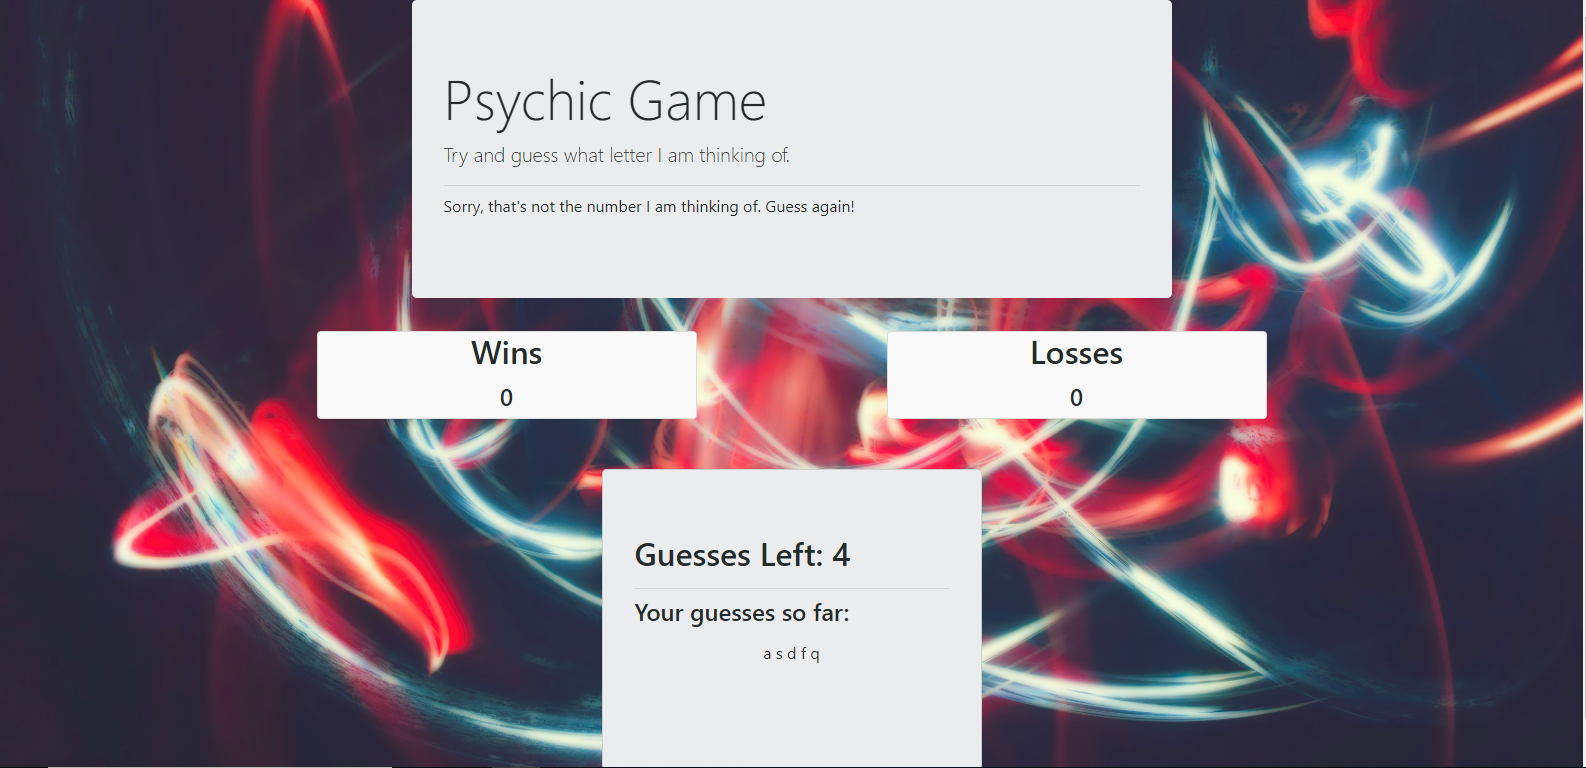 Psychic Game
Try and guess what letter I am thinking of.
Sorry, that's not the number I am thinking of. Guess again!
Wins
0
Losses
0
Guesses Left: 4
Your guesses so far:
a s d f q